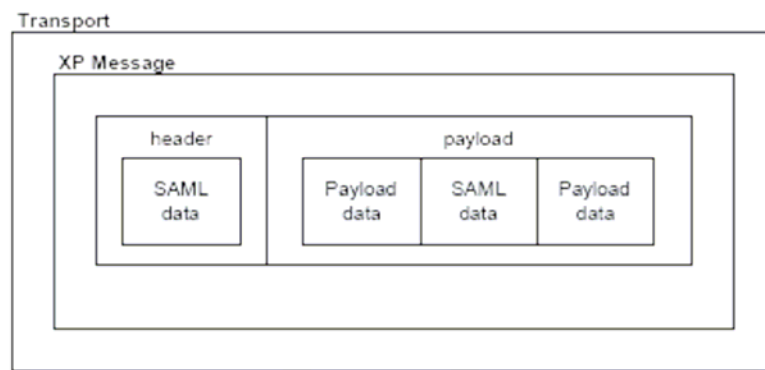 Transport
XP Message
header
payload
SAML
data
Payload
data
SAML
data
Payload
data